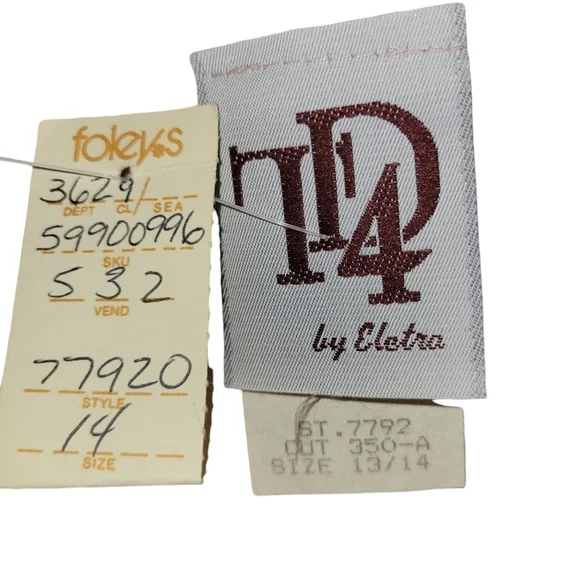 foley's
3629/
DEPT CL/ SEA
59900996
SKU
532
VEND
77920
STYLE
14
SIZE
TD4
by Eletra
ST.7792
CUT 350-A
SIZE 13/14